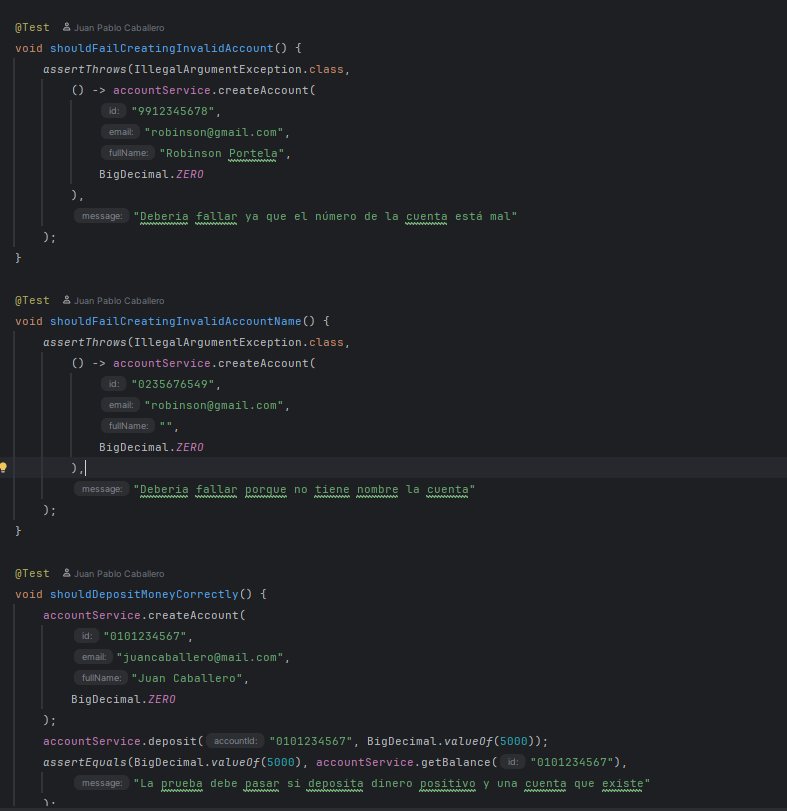 @Test Juan Pablo Caballero
void shouldFailCreatingInvalidAccount() {
assertThrows(IllegalArgumentException.class,
() -> accountService.createAccount(
id: "9912345678",
email: "robinson@gmail.com",
fullName: "Robinson Portela",
BigDecimal.ZERO
),
message: "Deberia fallar ya que el número de la cuenta está mal"
);
}
@Test Juan Pablo Caballero
void shouldFailCreatingInvalidAccountName() {
assertThrows(IllegalArgumentException.class,
() -> accountService.createAccount(
id: "0235676549",
email: "robinson@gmail.com",
fullName: "",
BigDecimal.ZERO
),
message: "Deberia fallar porque no tiene nombre la cuenta"
);
}
@Test Juan Pablo Caballero
void shouldDepositMoneyCorrectly() {
accountService.createAccount(
id: "0101234567",
email: "juancaballero@mail.com",
fullName: "Juan Caballero",
BigDecimal.ZERO
);
accountService.deposit( accountId: "0101234567", BigDecimal.valueOf(5000));
assertEquals(BigDecimal.valueOf(5000), accountService.getBalance( id: "0101234567"),
message: "La prueba debe pasar si deposita dinero positivo y una cuenta que existe"
);